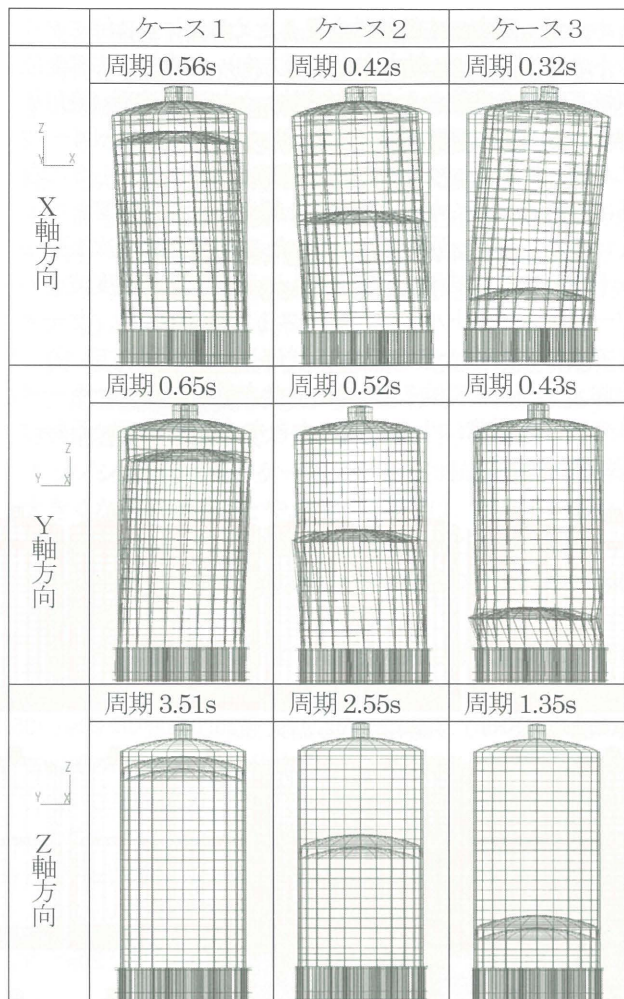 ケース1 ケース2 ケース3
周期0.56s 周期0.42s 周期0.32s
Z
Y X
X軸方向
周期0.65s 周期0.52s 周期0.43s
Z
Y X
Y軸方向
周期3.51s 周期2.55s 周期1.35s
Z
Y X
Z軸方向